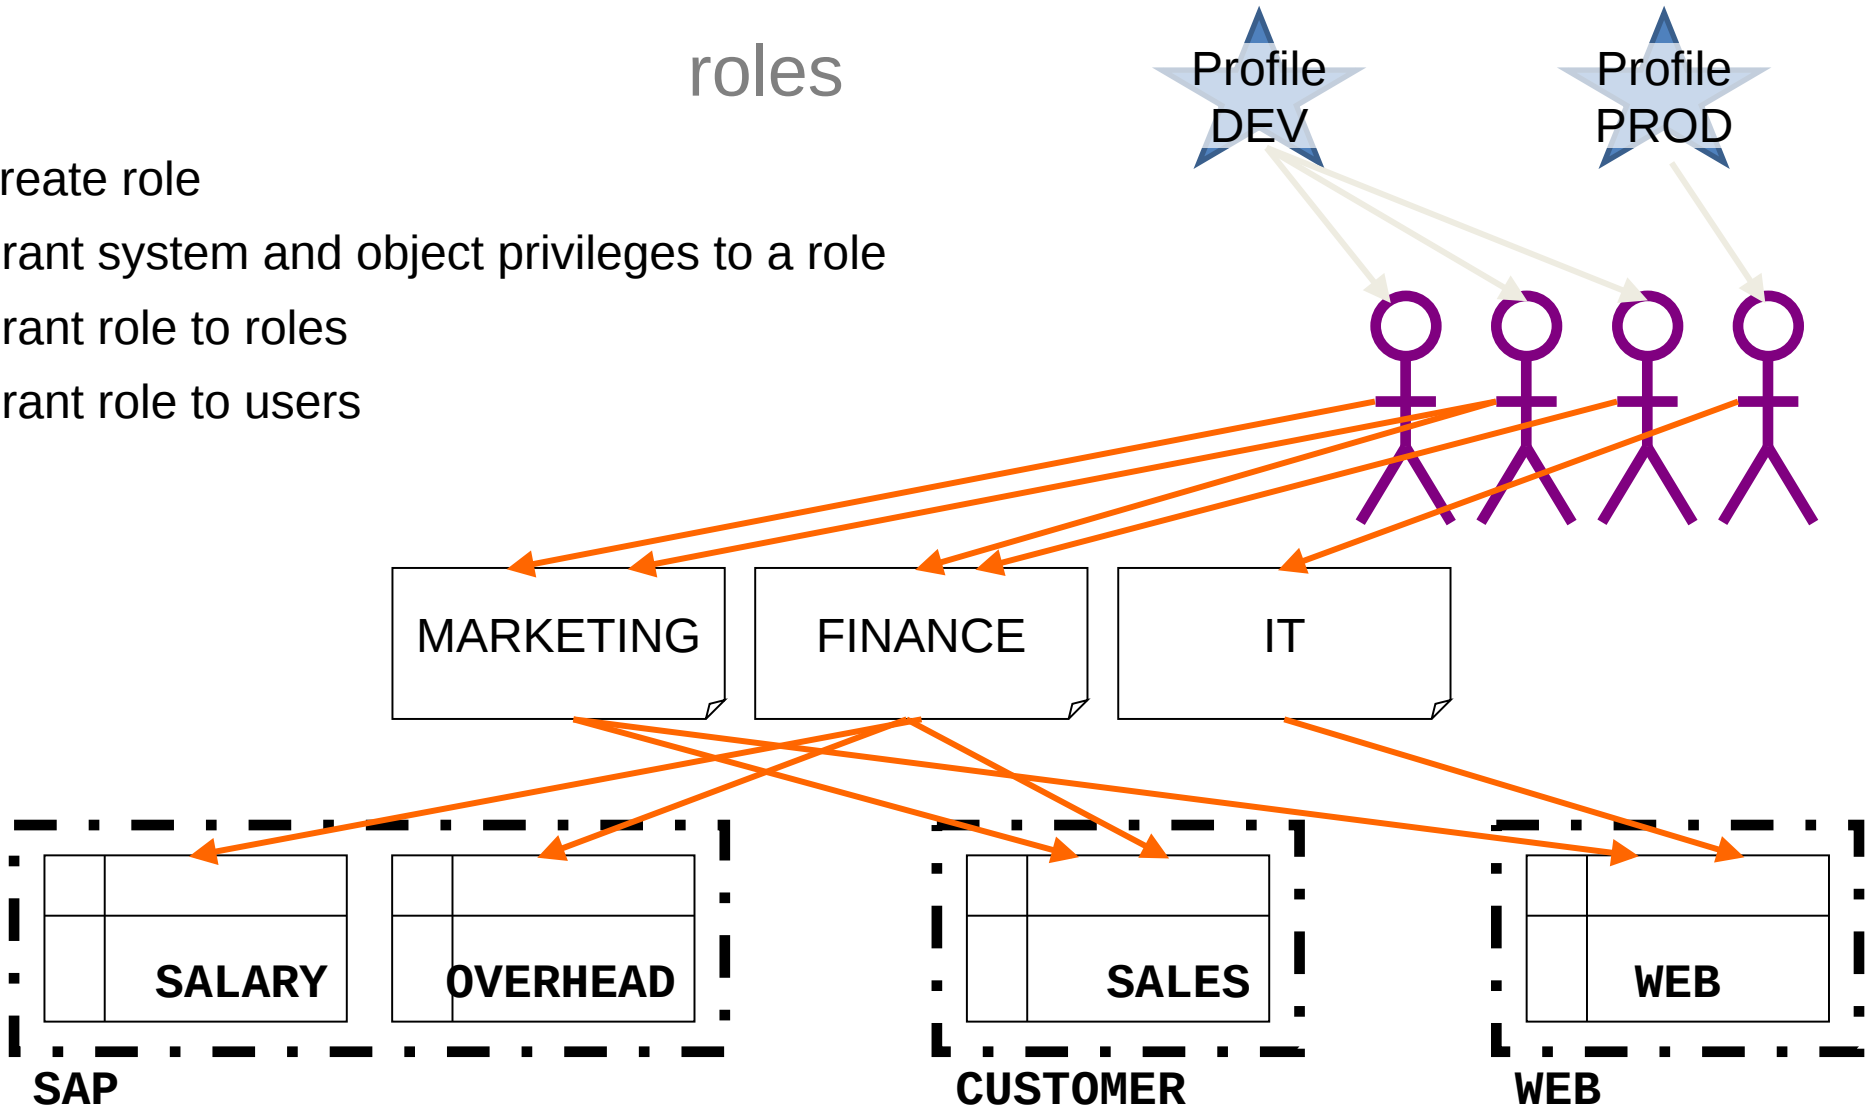 roles
Profile
DEV
Profile
PROD
reate role
rant system and object privileges to a role
rant role to roles
rant role to users
MARKETING
FINANCE
IT
SALARY
OVERHEAD
SALES
WEB
SAP
CUSTOMER
WEB